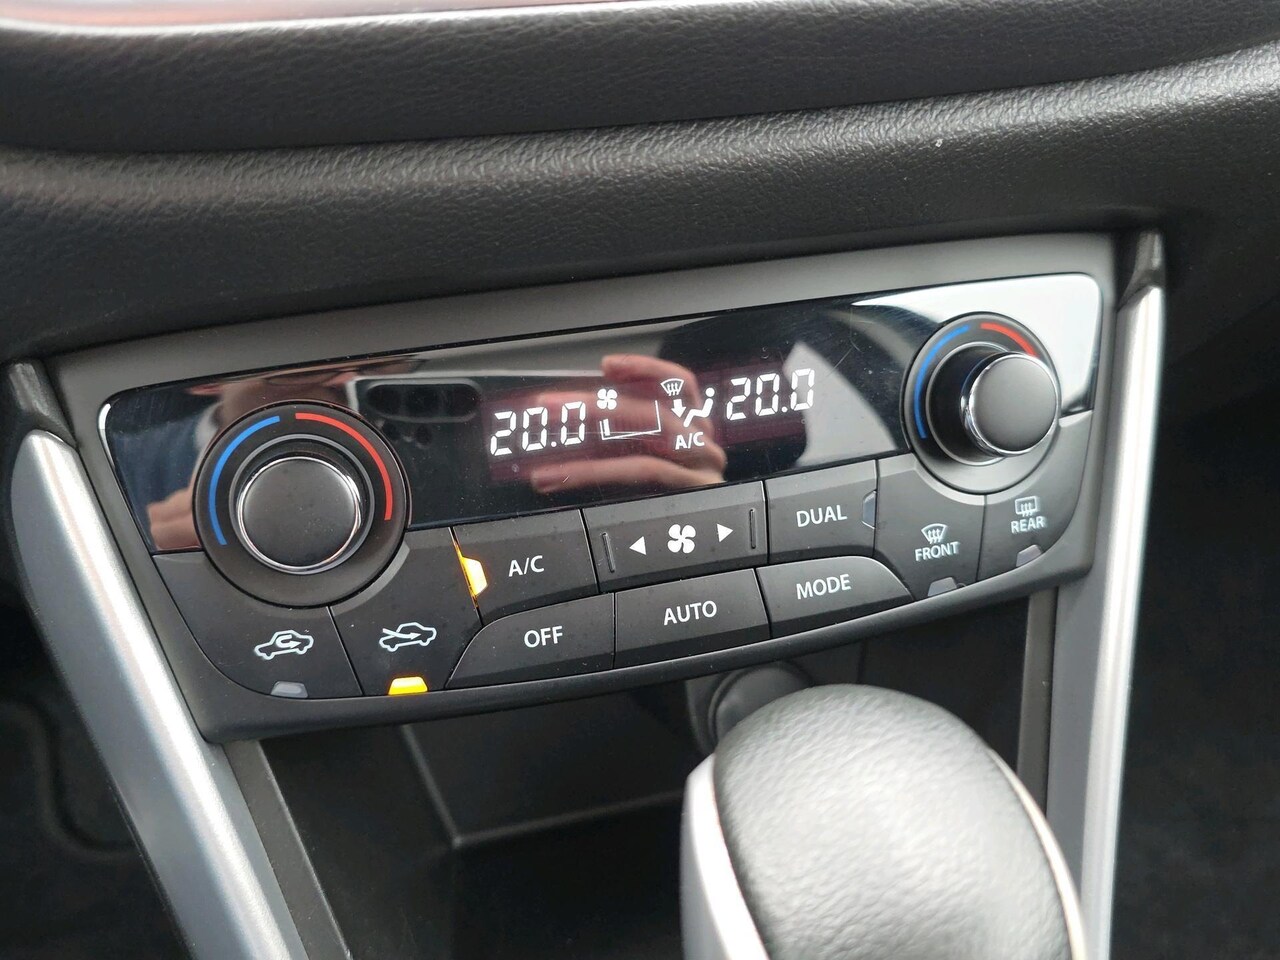 20.0 A/C 20.0
A/C
DUAL
FRONT
REAR
OFF
AUTO
MODE